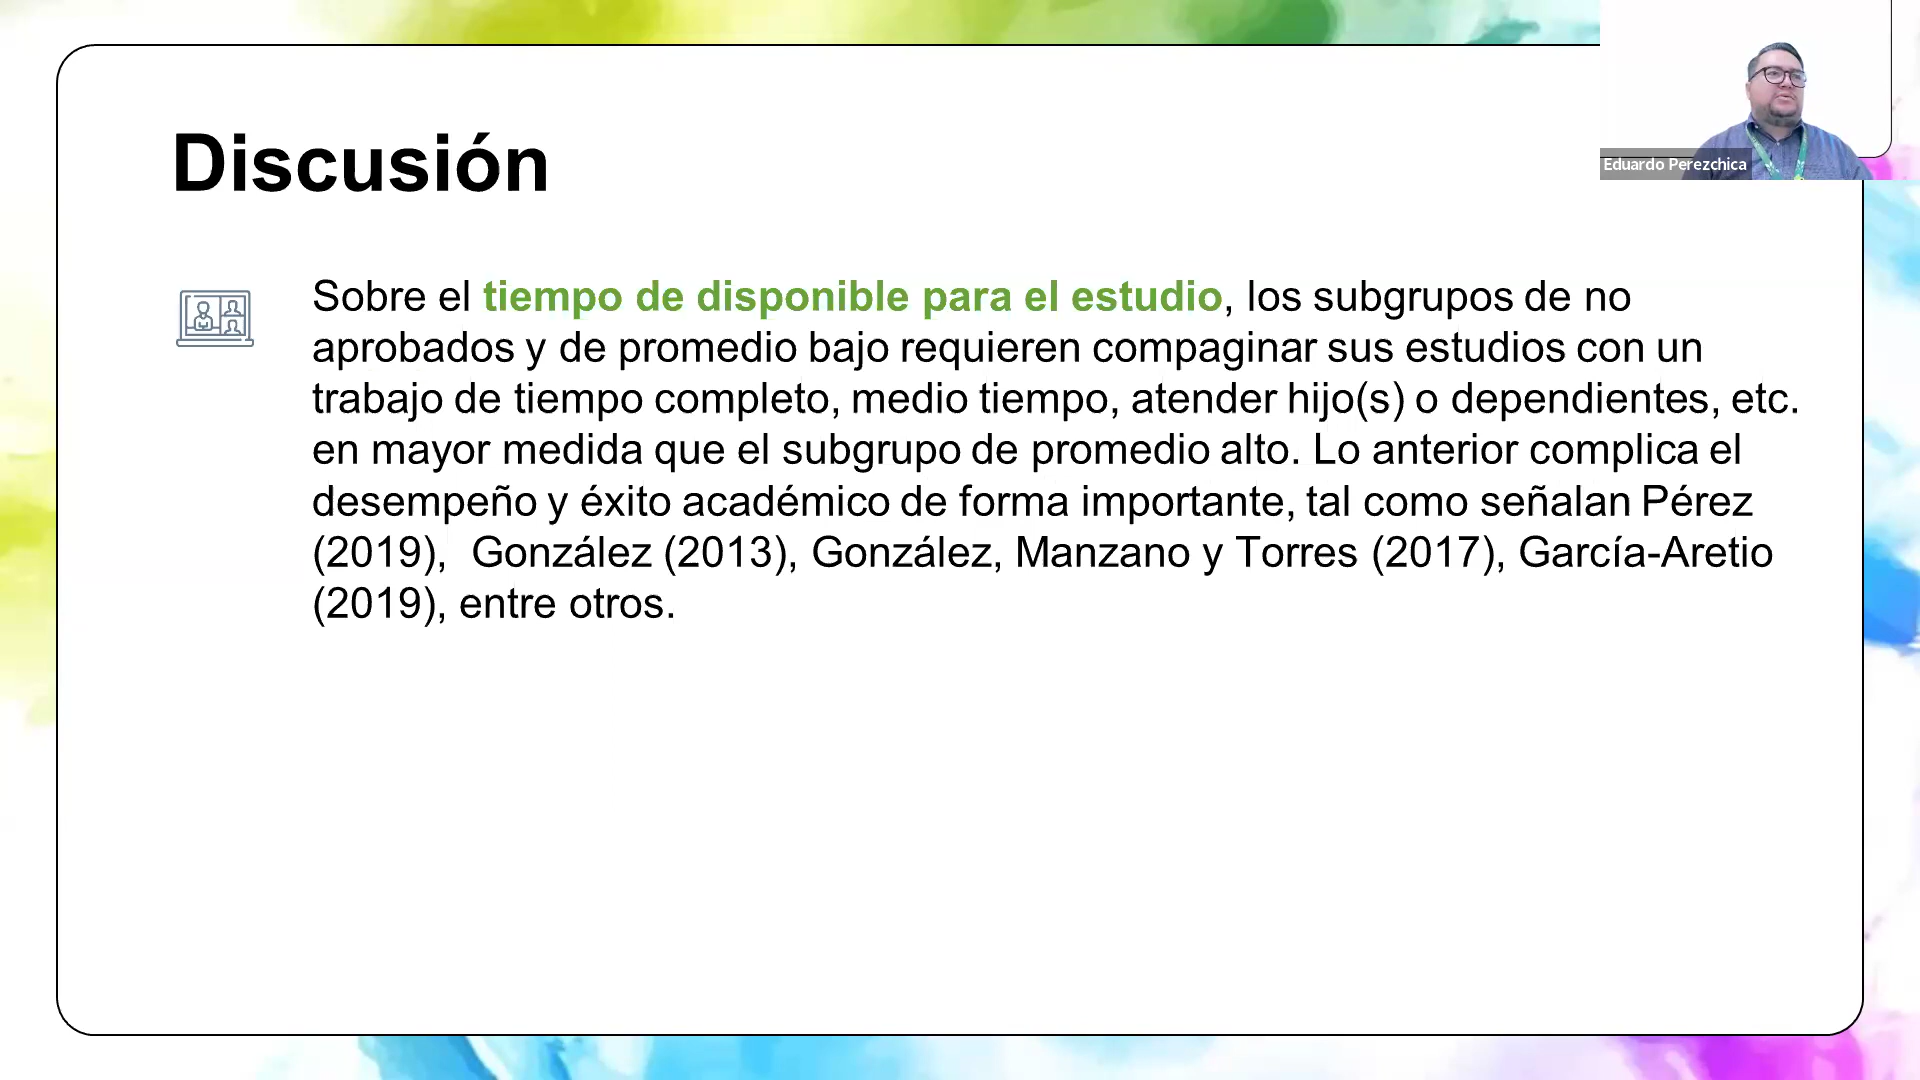 Discusión
Eduardo Perezchica
Sobre el tiempo de disponible para el estudio, los subgrupos de no
aprobados y de promedio bajo requieren compaginar sus estudios con un
trabajo de tiempo completo, medio tiempo, atender hijo(s) o dependientes, etc.
en mayor medida que el subgrupo de promedio alto. Lo anterior complica el
desempeño y éxito académico de forma importante, tal como señalan Pérez
(2019),  González (2013), González, Manzano y Torres (2017), García-Aretio
(2019), entre otros.